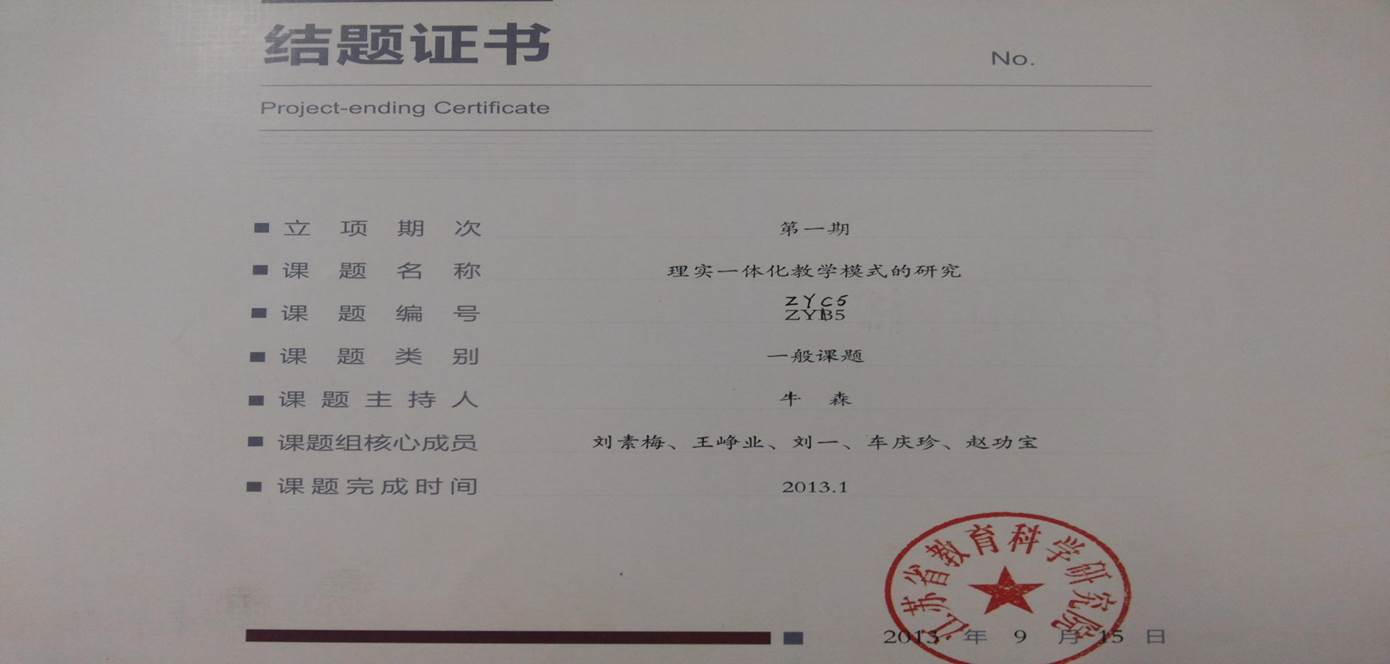 结题证书
No.
Project-ending Certificate
立项期次 第一期
课题名称 理实一体化教学模式的研究
ZYC5
课题编号 ZYB5
课题类别 一般课题
课题主持人 牛 森
课题组核心成员 刘素梅、王峥业、刘一、车庆珍、赵功宝
课题完成时间 2013.1
江苏省教育科学研究院
2013 年 9 月 15 日